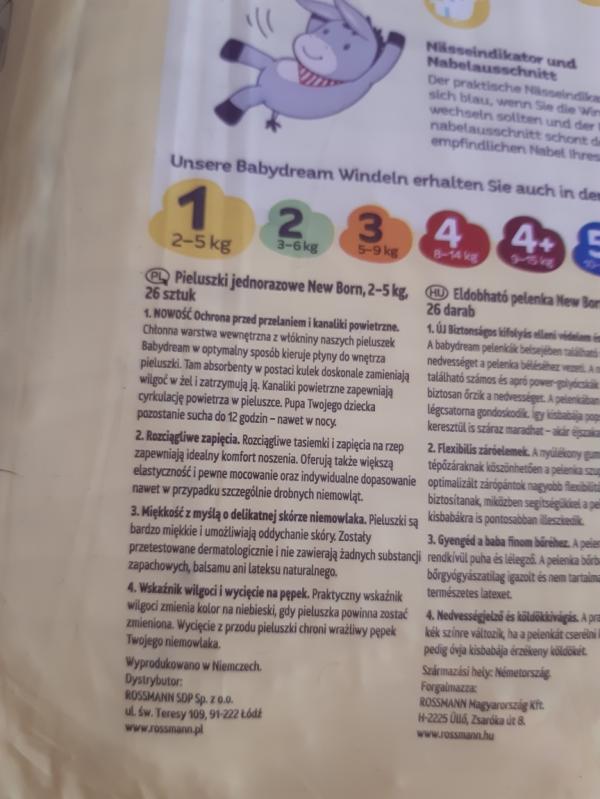 Nässeindikator und
Nabelausschnitt
Der praktische
sich blau, wenn Sie die
wechseln sollten und der
nabelausschnitt schont
empfindlichen Nabel Ihres
Unsere Babydream Windeln erhalten Sie auch in
1
2–5 kg
2
3–6 kg
3
5–9 kg
4
8–14 kg
4+
9–15 kg
5
PL Pieluszki jednorazowe New Born, 2–5 kg,
26 sztuk
1. NOWOŚĆ Ochrona przed przelaniem i kanaliki powietrzne.
Chłonna warstwa wewnętrzna z włókniny naszych pieluszek
Babydream w optymalny sposób kieruje płyny do wnętrza
pieluszki. Tam absorbenty w postaci kulek doskonale zamieniają
wilgoć w żel i zatrzymują ją. Kanaliki powietrzne zapewniają
cyrkulację powietrza w pieluszce. Pupa Twojego dziecka
pozostanie sucha do 12 godzin – nawet w nocy.
2. Rozciągliwe zapięcia. Rozciągliwe tasiemki i zapięcia na rzep
zapewniają idealny komfort noszenia. Oferują także większą
elastyczność i pewne mocowanie oraz indywidualne dopasowanie
nawet w przypadku szczególnie drobnych niemowląt.
3. Miękkość z myślą o delikatnej skórze niemowlaka. Pieluszki są
bardzo miękkie i umożliwiają oddychanie skóry. Zostały
przetestowane dermatologicznie i nie zawierają żadnych substancji
zapachowych, balsamu ani lateksu naturalnego.
4. Wskaźnik wilgoci i wycięcie na pępek. Praktyczny wskaźnik
wilgoci zmienia kolor na niebieski, gdy pieluszka powinna zostać
zmieniona. Wycięcie z przodu pieluszki chroni wrażliwy pępek
Twojego niemowlaka.
Wyprodukowano w Niemczech.
Dystrybutor:
ROSSMANN SDP Sp. z o.o.
ul. św. Teresy 109, 91-222 Łódź
www.rossmann.pl
HU Eldobható pelenka New
26 darab
1. ÚJ Biztonságos kifolyás elleni védelem
A babydream pelenkák belsejében található
nedvességet a pelenka béléséhez vezeti. A
található számos és apró power-golyócskák
biztosan őrzik a nedvességet. A pelenkában
légcsatorna gondoskodik. Így kisbabája
keresztül is száraz maradhat – akár
2. Flexibilis záróelemek. A nyúlékony
tépőzáraknak köszönhetően a pelenka
optimalizált zárópántok nagyobb
biztosítanak, miközben segítségükkel a
kisbabákra is pontosabban illeszkedik.
3. Gyengéd a baba finom bőréhez. A
rendkívül puha és lélegző. A pelenka
bőrgyógyászatilag igazolt és nem
természetes latexet.
4. Nedvességjelző és köldökkivágás. A
kék színre változik, ha a pelenkát cserélni
pedig óvja kisbabája érzékeny köldökét.
Származási hely: Németország.
Forgalmazza:
ROSSMANN Magyarország Kft.
H-2225 Üllő, Zsaróka út 8.
www.rossmann.hu